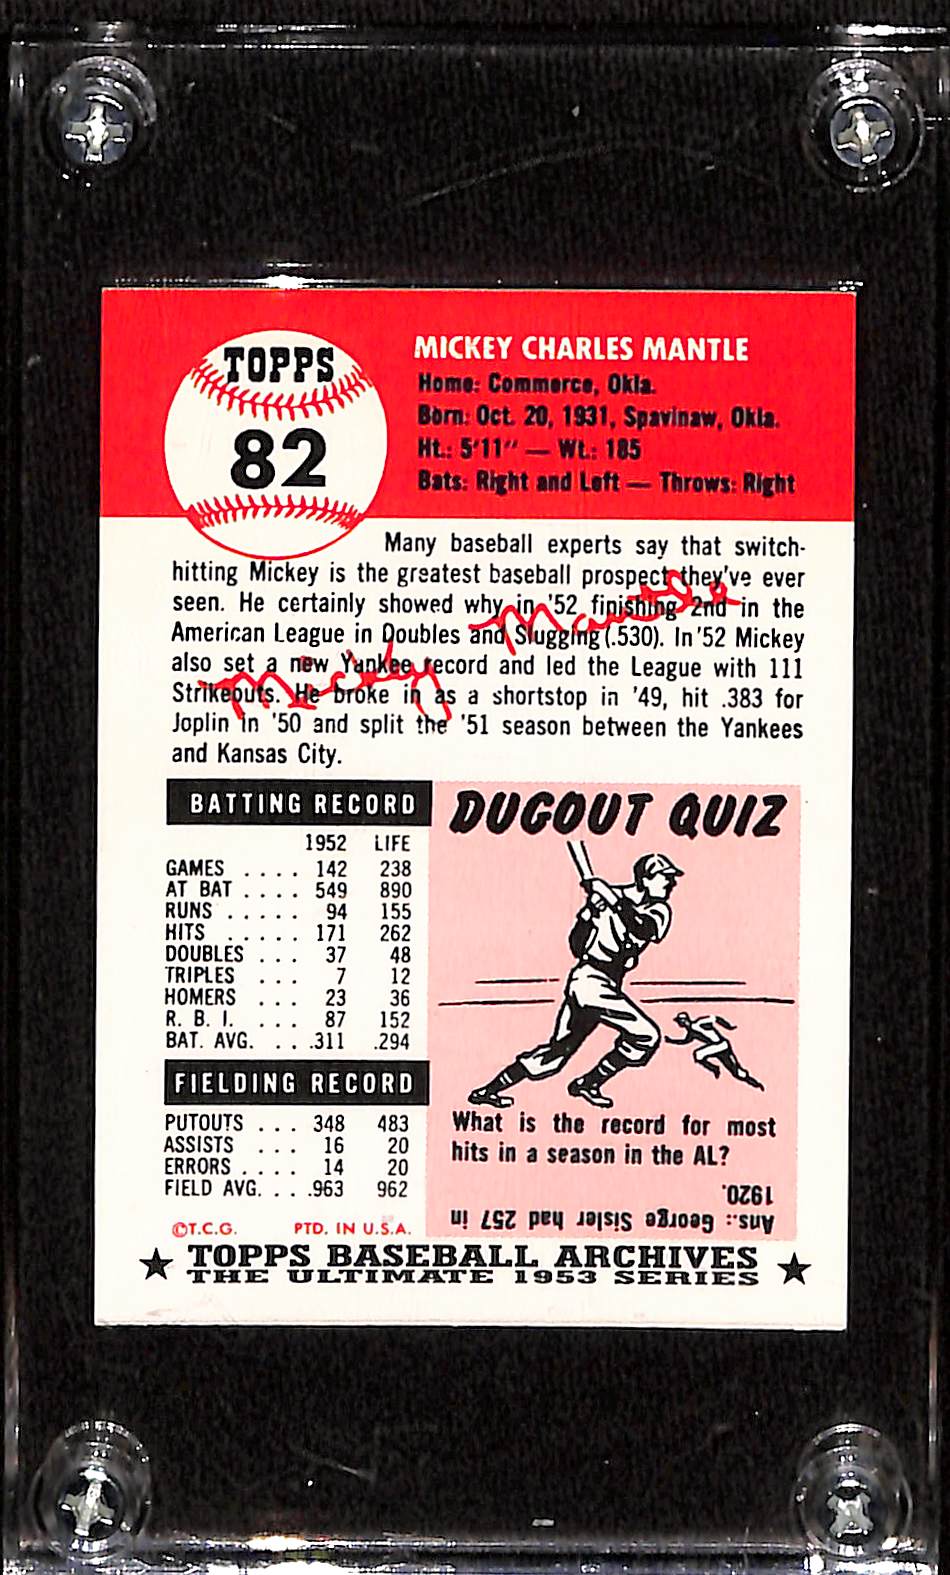 TOPPS
82
MICKEY CHARLES MANTLE
Home: Commerce, Okla.
Born: Oct. 20, 1931, Spavinaw, Okla.
Ht.: 5'11" — Wt.: 185
Bats: Right and Left — Throws: Right
Many baseball experts say that switch-
hitting Mickey is the greatest baseball prospect they've ever
seen. He certainly showed why in '52 finishing 2nd in the
American League in Doubles and Slugging (.530). In '52 Mickey
also set a new Yankee record and led the League with 111
Strikeouts. He broke in as a shortstop in '49, hit .383 for
Joplin in '50 and split the '51 season between the Yankees
and Kansas City.
Mickey Mantle
BATTING RECORD
1952 LIFE
GAMES .... 142 238
AT BAT .... 549 890
RUNS ..... 94 155
HITS ..... 171 262
DOUBLES ... 37 48
TRIPLES ... 7 12
HOMERS ... 23 36
R. B. I. ... 87 152
BAT. AVG. ... .311 .294
FIELDING RECORD
PUTOUTS ... 348 483
ASSISTS ... 16 20
ERRORS .... 14 20
FIELD AVG. ... .963 962
©T.C.G. PTD. IN U.S.A.
DUGOUT QUIZ
What is the record for most
hits in a season in the AL?
Ans.: George Sisler had 257 in
1920.
★ TOPPS BASEBALL ARCHIVES ★
THE ULTIMATE 1953 SERIES